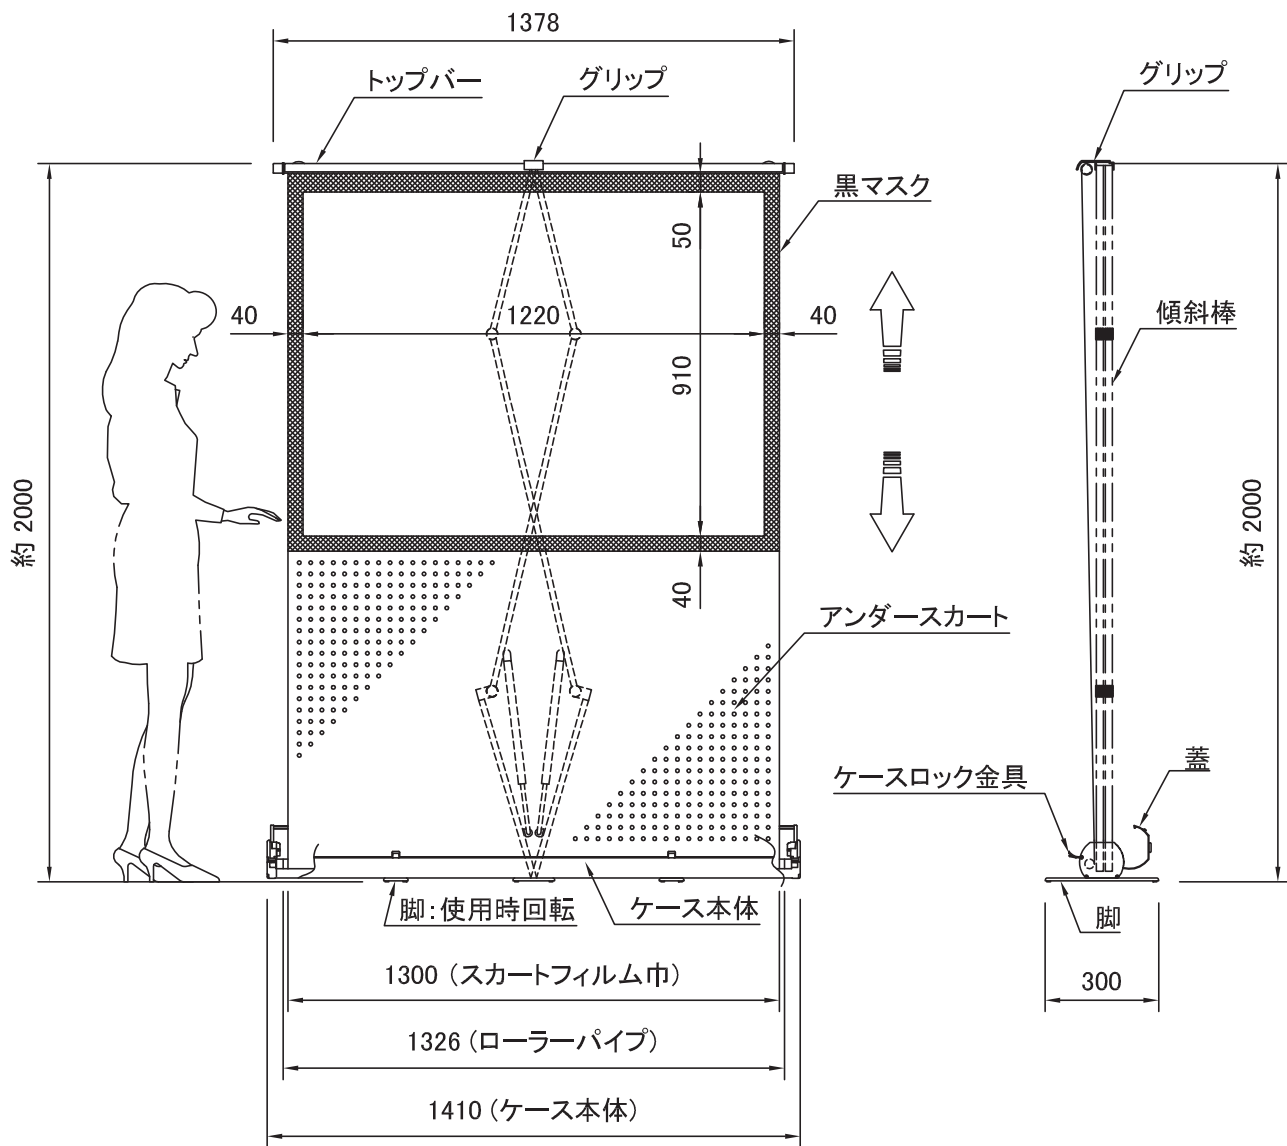 1378
トップバー
グリップ
グリップ
黒マスク
50
40
1220
40
傾斜棒
910
約 2000
約 2000
40
アンダースカート
ケースロック金具
蓋
脚:使用時回転
ケース本体
脚
1300 (スカートフィルム巾)
300
1326 (ローラーパイプ)
1410 (ケース本体)